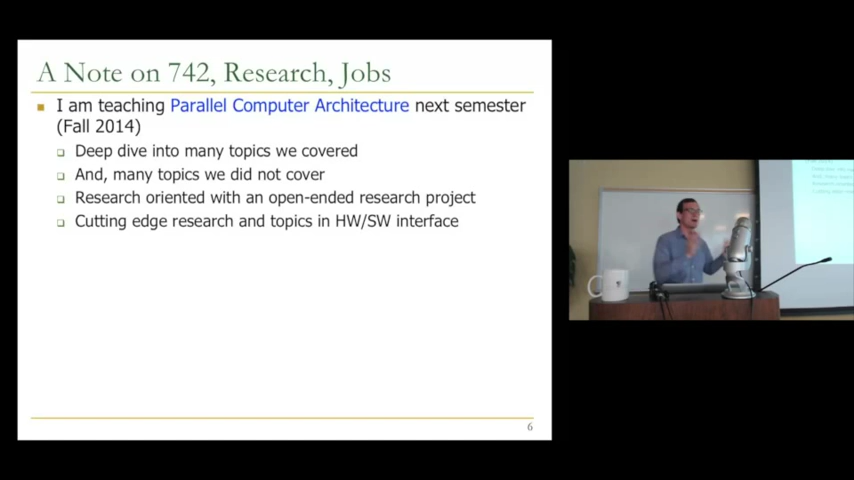 A Note on 742, Research, Jobs
I am teaching Parallel Computer Architecture next semester
(Fall 2014)
Deep dive into many topics we covered
And, many topics we did not cover
Research oriented with an open-ended research project
Cutting edge research and topics in HW/SW interface
6